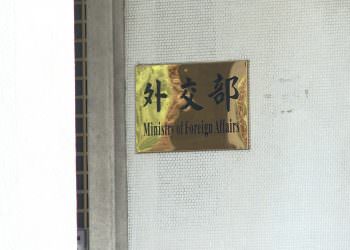 外交部
Ministry of Foreign Affairs